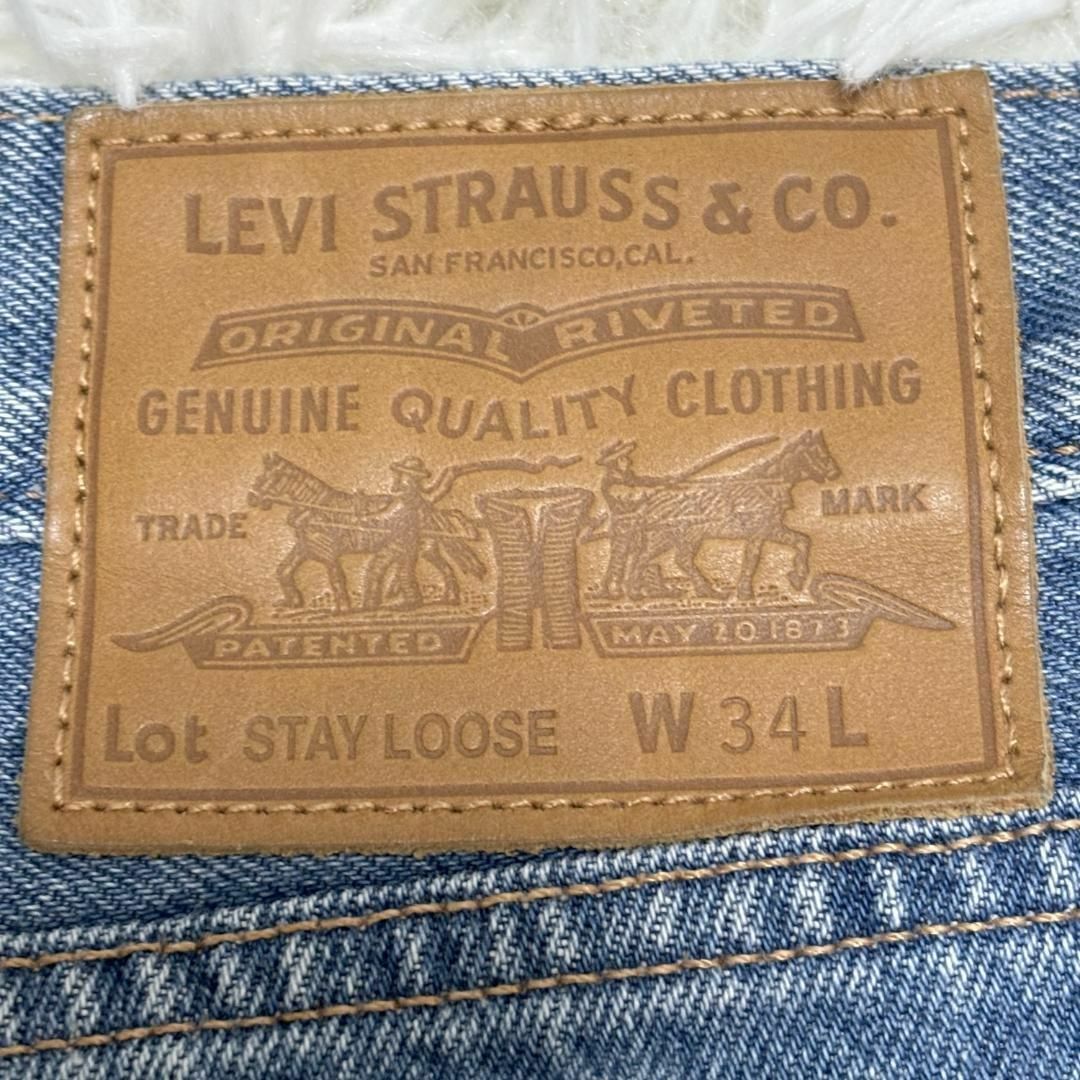 LEVI STRAUSS & CO.
SAN FRANCISCO, CAL.
ORIGINAL RIVETED
GENUINE QUALITY CLOTHING
TRADE MARK
PATENTED MAY 20 1873
Lot STAY LOOSE W 34 L